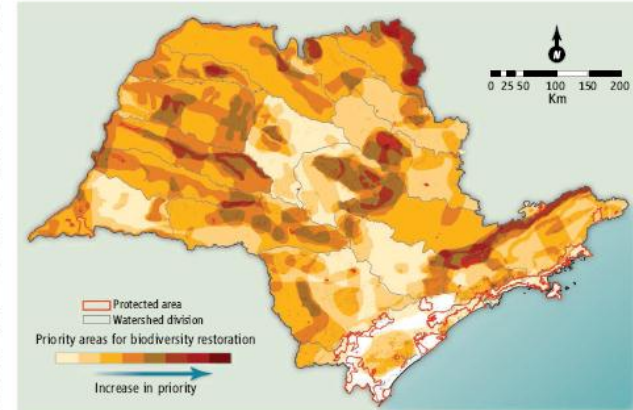 N
0 25 50 100 150 200
Km
Protected area
Watershed division
Priority areas for biodiversity restoration
Increase in priority